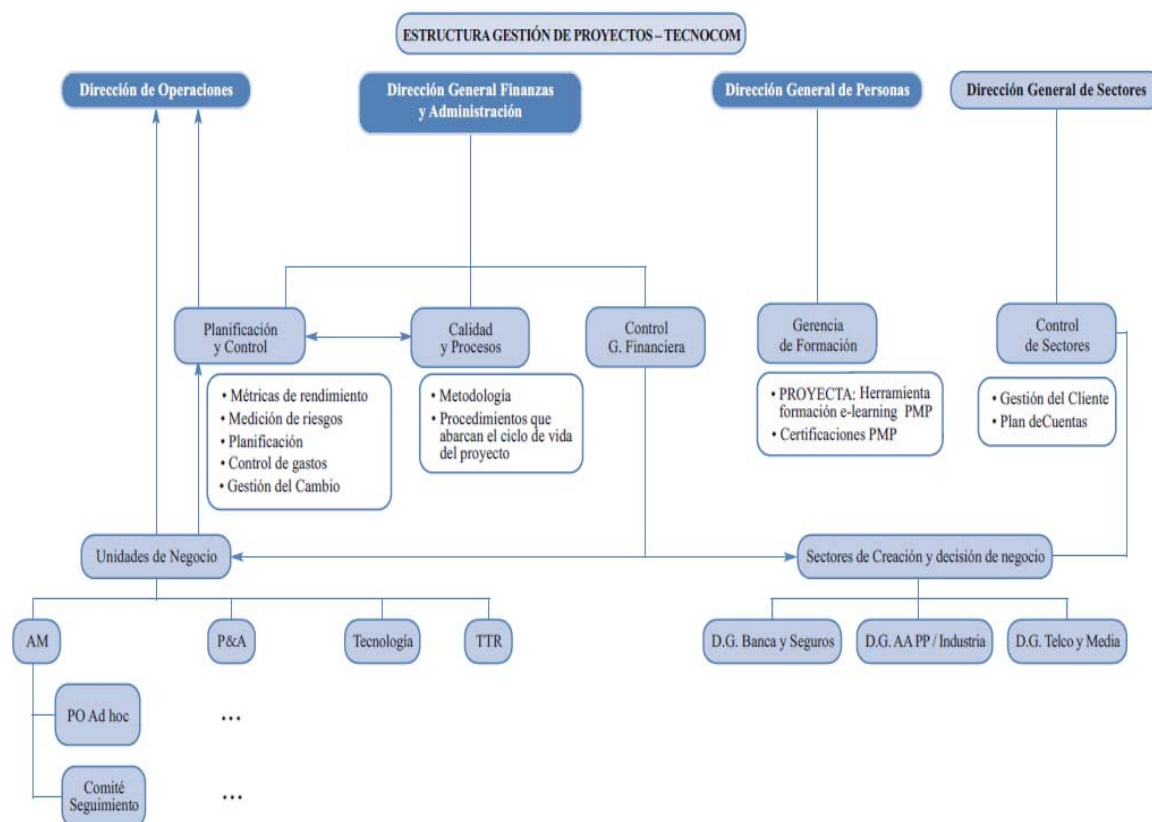 ESTRUCTURA GESTIÓN DE PROYECTOS – TECNOCOM
Dirección de Operaciones
Dirección General Finanzas
y Administración
Dirección General de Personas
Dirección General de Sectores
Planificación
y Control
Calidad
y Procesos
Control
G. Financiera
Gerencia
de Formación
Control
de Sectores
• Métricas de rendimiento
• Medición de riesgos
• Planificación
• Control de gastos
• Gestión del Cambio
• Metodología
• Procedimientos que
abarcan el ciclo de vida
del proyecto
• PROYECTA: Herramienta
formación e-learning PMP
• Certificaciones PMP
• Gestión del Cliente
• Plan deCuentas
Unidades de Negocio
Sectores de Creación y decisión de negocio
AM
P&A
Tecnología
TTR
D.G. Banca y Seguros
D.G. AA PP / Industria
D.G. Telco y Media
PO Ad hoc
...
Comité
Seguimiento
...